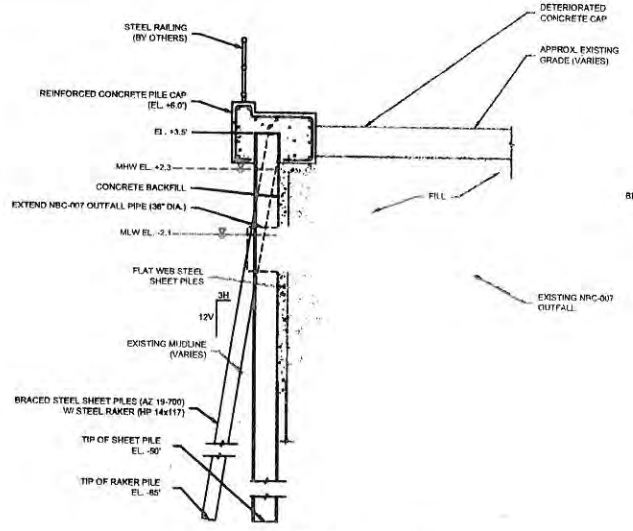 DETERIORATED
CONCRETE CAP
STEEL RAILING
(BY OTHERS)
APPROX. EXISTING
GRADE (VARIES)
REINFORCED CONCRETE PILE CAP
(EL. +6.0')
EL. +3.5'
MHW EL. +2.3
CONCRETE BACKFILL
FILL
EXTEND NBC-007 OUTFALL PIPE (36" DIA.)
MLW EL. -2.1
FLAT WEB STEEL
SHEET PILES
3H
12V
EXISTING NBC-007
OUTFALL
EXISTING MUDLINE
(VARIES)
BRACED STEEL SHEET PILES (AZ 19-700)
W/ STEEL RAKER (HP 14x117)
TIP OF SHEET PILE
EL. -50'
TIP OF RAKER PILE
EL. -65'